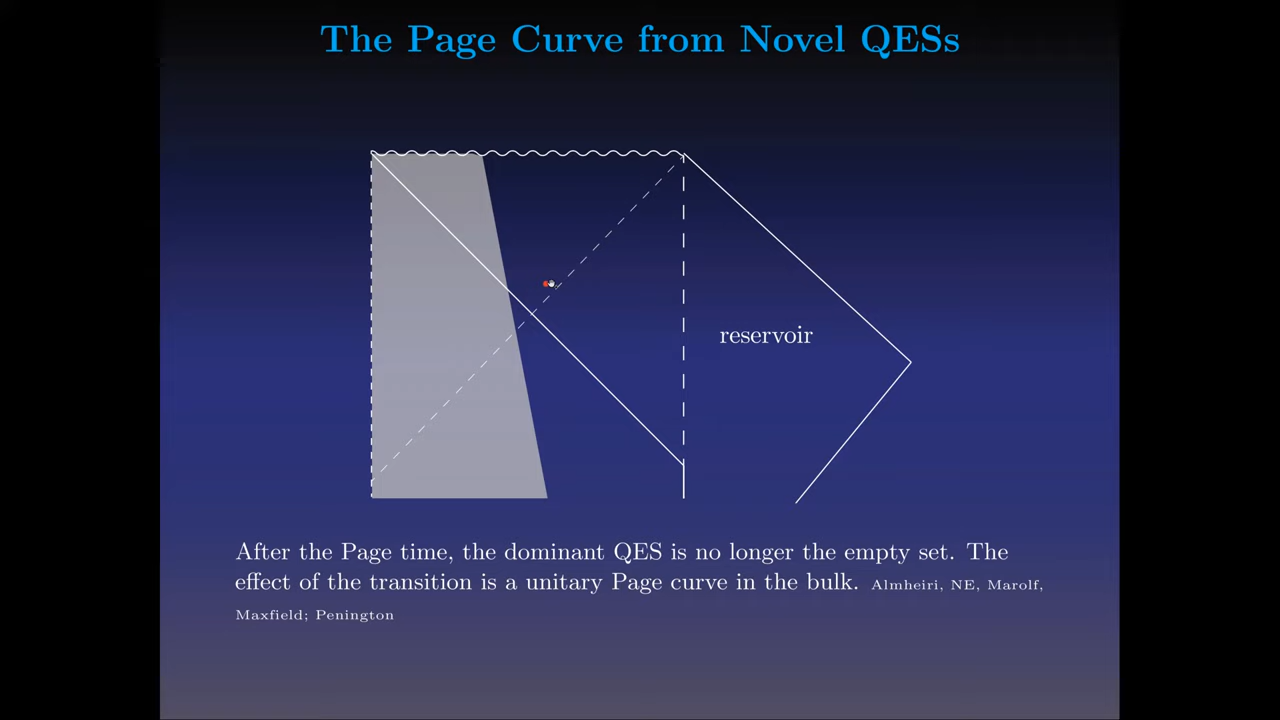 The Page Curve from Novel QESs
reservoir
After the Page time, the dominant QES is no longer the empty set. The
effect of the transition is a unitary Page curve in the bulk. Almheiri, NE, Marolf,
Maxfield; Penington